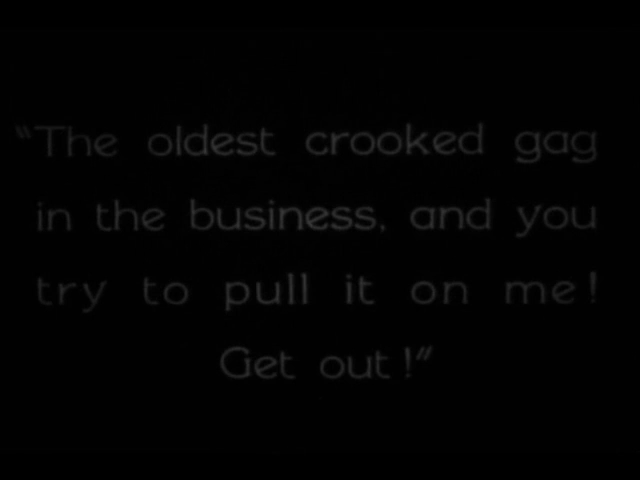 "The oldest crooked gag
in the business, and you
try to pull it on me!
Get out!"